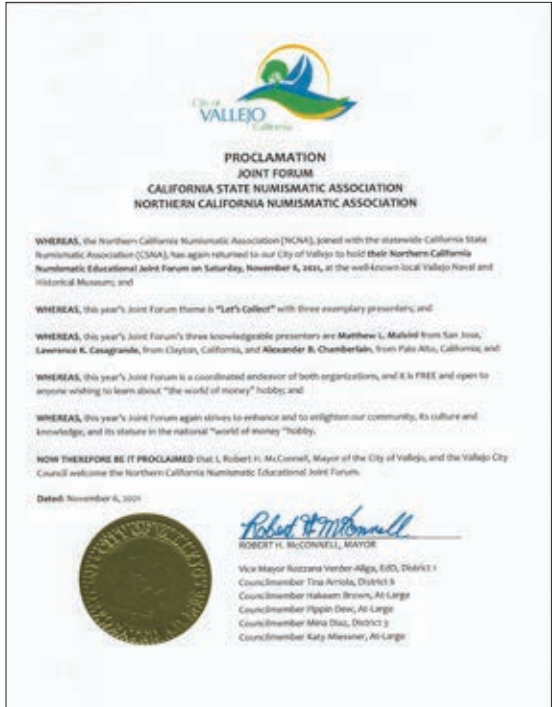 City of
VALLEJO
California
PROCLAMATION
JOINT FORUM
CALIFORNIA STATE NUMISMATIC ASSOCIATION
NORTHERN CALIFORNIA NUMISMATIC ASSOCIATION
WHEREAS, the Northern California Numismatic Association [NCNA], joined with the statewide California State
Numismatic Association (CSNA), has again returned to our City of Vallejo to hold their Northern California
Numismatic Educational Joint Forum on Saturday, November 6, 2021, at the well-known local Vallejo Naval and
Historical Museum; and
WHEREAS, this year's Joint Forum theme is "Let's Collect" with three exemplary presenters; and
WHEREAS, this year's Joint Forum's three knowledgeable presenters are Matthew L. Malvini from San Jose,
Lawrence R. Casagrande, from Clayton, California, and Alexander B. Chamberlain, from Palo Alto, California; and
WHEREAS, this year's Joint Forum is a coordinated endeavor of both organizations, and it is FREE and open to
anyone wishing to learn about "the world of money" hobby; and
WHEREAS, this year's Joint Forum again strives to enhance and to enlighten our community, its culture and
knowledge, and its stature in the national "world of money "hobby.
NOW THEREFORE BE IT PROCLAIMED that I, Robert H. McConnell, Mayor of the City of Vallejo, and the Vallejo City
Council welcome the Northern California Numismatic Educational Joint Forum.
Dated: November 6, 2021
Robert H McConnell
ROBERT H. McCONNELL, MAYOR
Vice Mayor Rozzana Verder-Aliga, EdD, District 1
Councilmember Tina Arriola, District 6
Councilmember Hakeem Brown, At-Large
Councilmember Pippin Dew, At-Large
Councilmember Mina Diaz, District 3
Councilmember Katy Miessner, At-Large
CITY OF VALLEJO